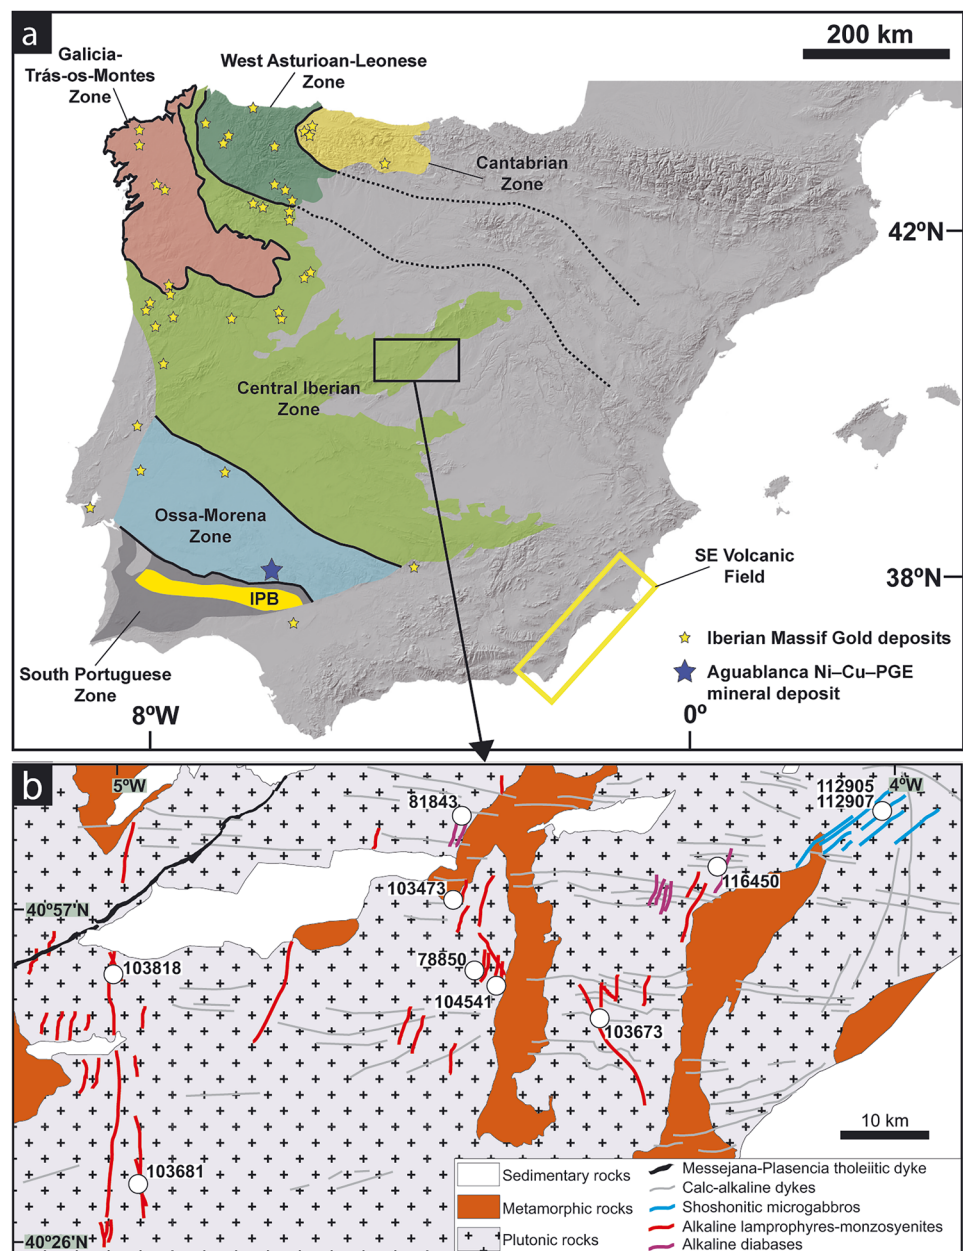 a
200 km
Galicia-
Trás-os-Montes
Zone
West Asturioan-Leonese
Zone
Cantabrian
Zone
42ºN
Central Iberian
Zone
Ossa-Morena
Zone
IPB
SE Volcanic
Field
38ºN
South Portuguese
Zone
Iberian Massif Gold deposits
Aguablanca Ni–Cu–PGE
mineral deposit
8ºW
0º
b
5ºW
4ºW
81843
112905
112907
116450
103473
40º57'N
78850
103818
104541
103673
10 km
103681
40º26'N
Sedimentary rocks
Metamorphic rocks
Plutonic rocks
Messejana-Plasencia tholeiitic dyke
Calc-alkaline dykes
Shoshonitic microgabbros
Alkaline lamprophyres-monzosyenites
Alkaline diabases